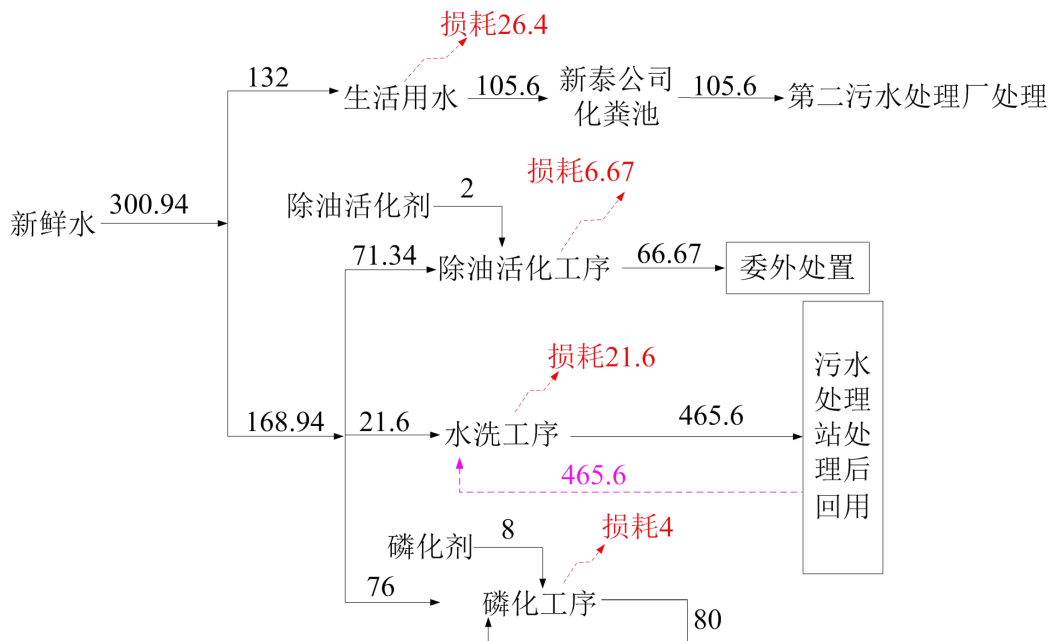 损耗26.4
132
生活用水
105.6
新泰公司
化粪池
105.6
第二污水处理厂处理
新鲜水
300.94
除油活化剂
2
损耗6.67
71.34
除油活化工序
66.67
委外处置
168.94
21.6
水洗工序
损耗21.6
465.6
465.6
污水
处理
站处
理后
回用
磷化剂
8
损耗4
76
磷化工序
80